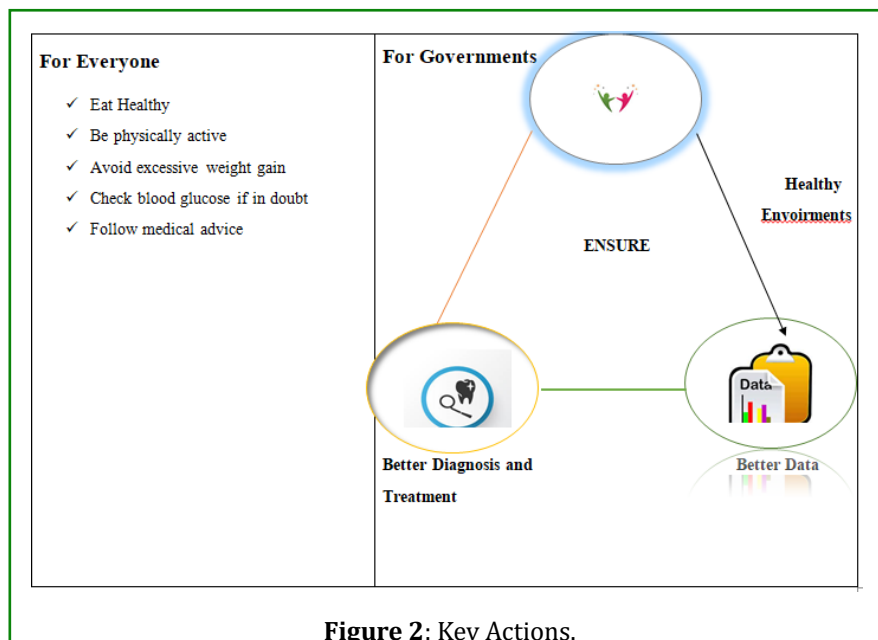 For Everyone
✓ Eat Healthy
✓ Be physically active
✓ Avoid excessive weight gain
✓ Check blood glucose if in doubt
✓ Follow medical advice
For Governments
Healthy
Envoirments
ENSURE
Data
Better Diagnosis and
Treatment
Better Data
Figure 2: Key Actions.